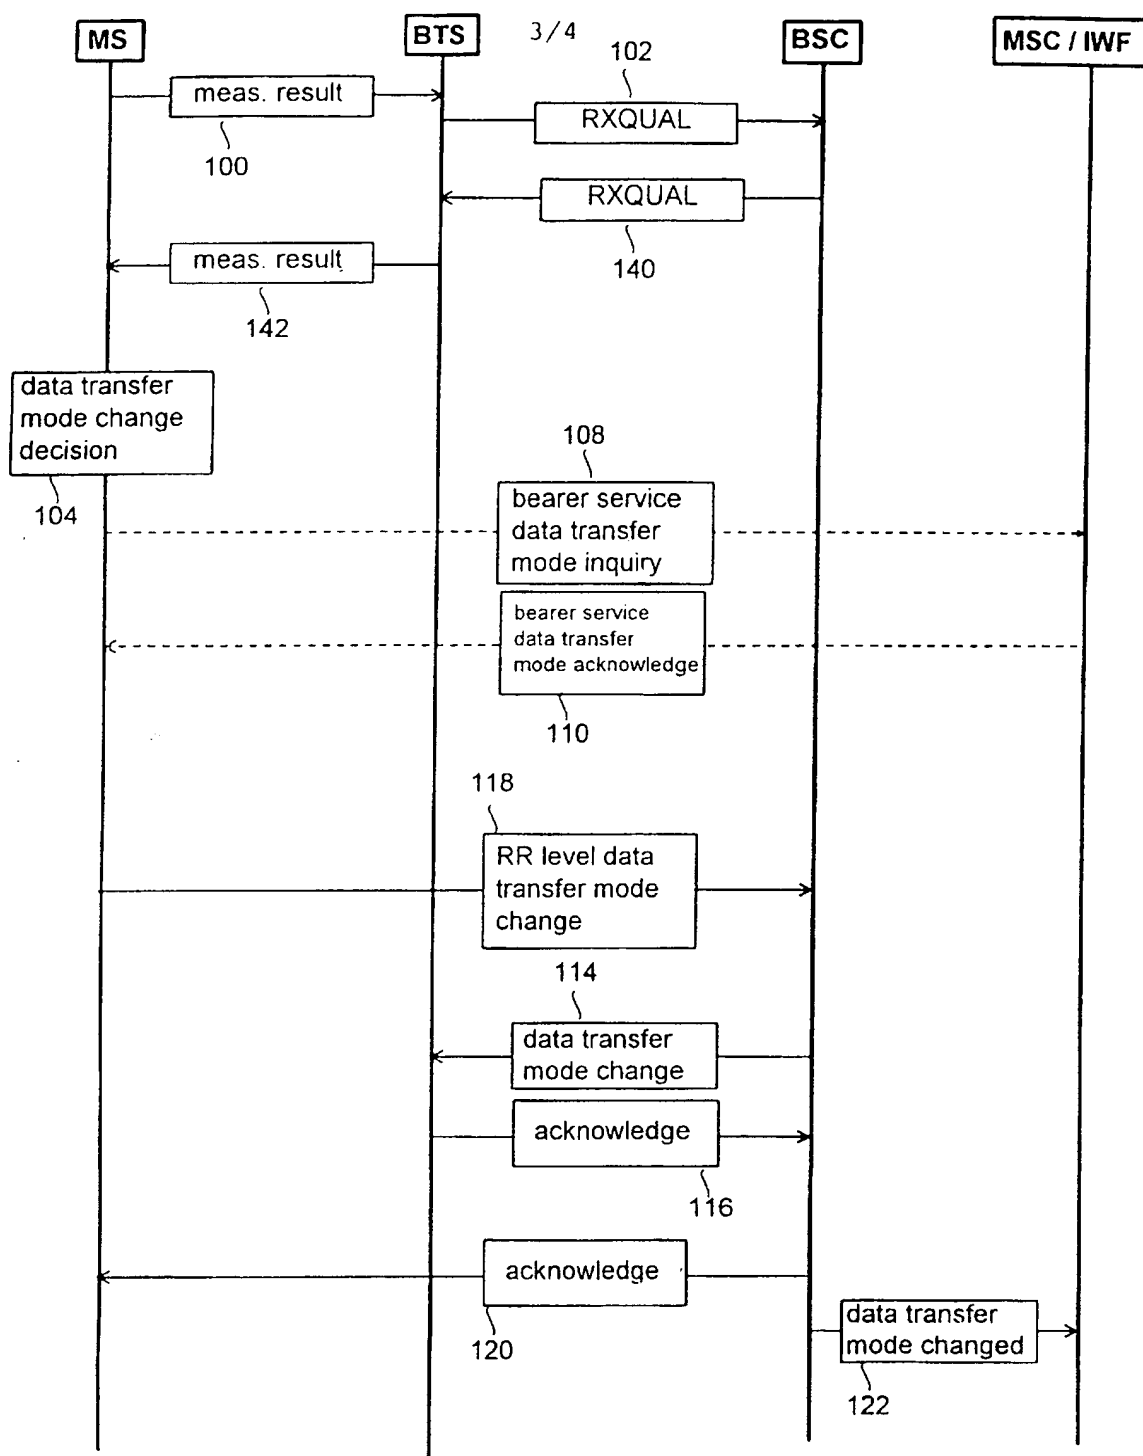 3/4
MS
BTS
BSC
MSC / IWF
102
meas. result
RXQUAL
100
RXQUAL
140
meas. result
142
data transfer
mode change
decision
104
108
bearer service
data transfer
mode inquiry
bearer service
data transfer
mode acknowledge
110
118
RR level data
transfer mode
change
114
data transfer
mode change
acknowledge
116
acknowledge
120
data transfer
mode changed
122